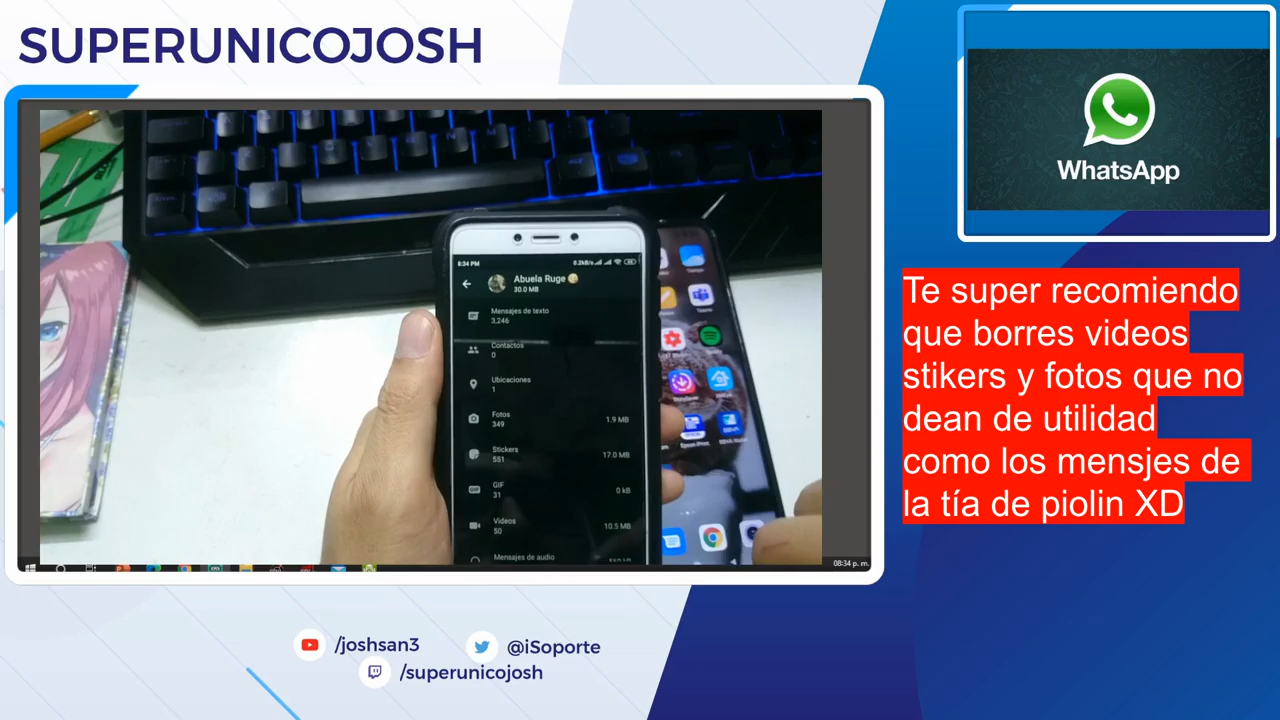 SUPERUNICOJOSH
WhatsApp
8:34 PM
Abuela Ruge
30.0 MB
Mensajes de texto
3,246
Contactos
0
Ubicaciones
1
Fotos
349
1.9 MB
Stickers
551
17.0 MB
GIF
31
0 kB
Videos
50
10.5 MB
Mensajes de audio
08:34 p. m.
Te super recomiendo
que borres videos
stikers y fotos que no
dean de utilidad
como los mensjes de
la tía de piolin XD
/joshsan3
@iSoporte
/superunicojosh